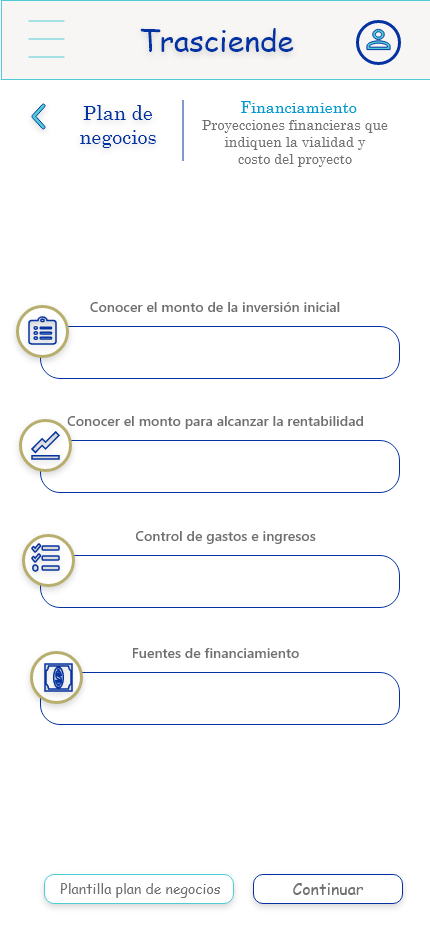 Trasciende
Plan de
negocios
Financiamiento
Proyecciones financieras que
indiquen la vialidad y
costo del proyecto
Conocer el monto de la inversión inicial
Conocer el monto para alcanzar la rentabilidad
Control de gastos e ingresos
Fuentes de financiamiento
Plantilla plan de negocios
Continuar